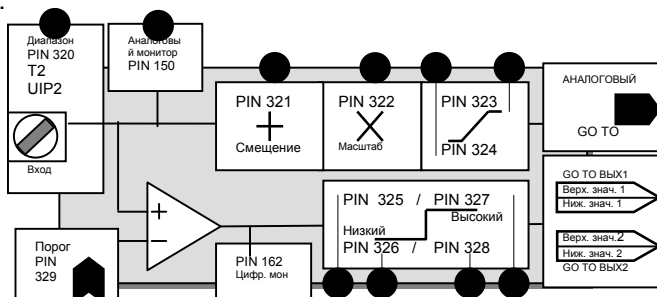 Диапазон
PIN 320
T2
UIP2
Вход
Аналоговы
й монитор
PIN 150
PIN 321
Смещение
PIN 322
Масштаб
PIN 323
PIN 324
АНАЛОГОВЫЙ
GO TO
PIN 325 / PIN 327
Низкий
Высокий
PIN 326 / PIN 328
GO TO ВЫХ1
Верх. знач. 1
Ниж. знач. 1
Верх. знач.2
Ниж. знач. 2
GO TO ВЫХ2
Порог
PIN
329
PIN 162
Цифр. мон